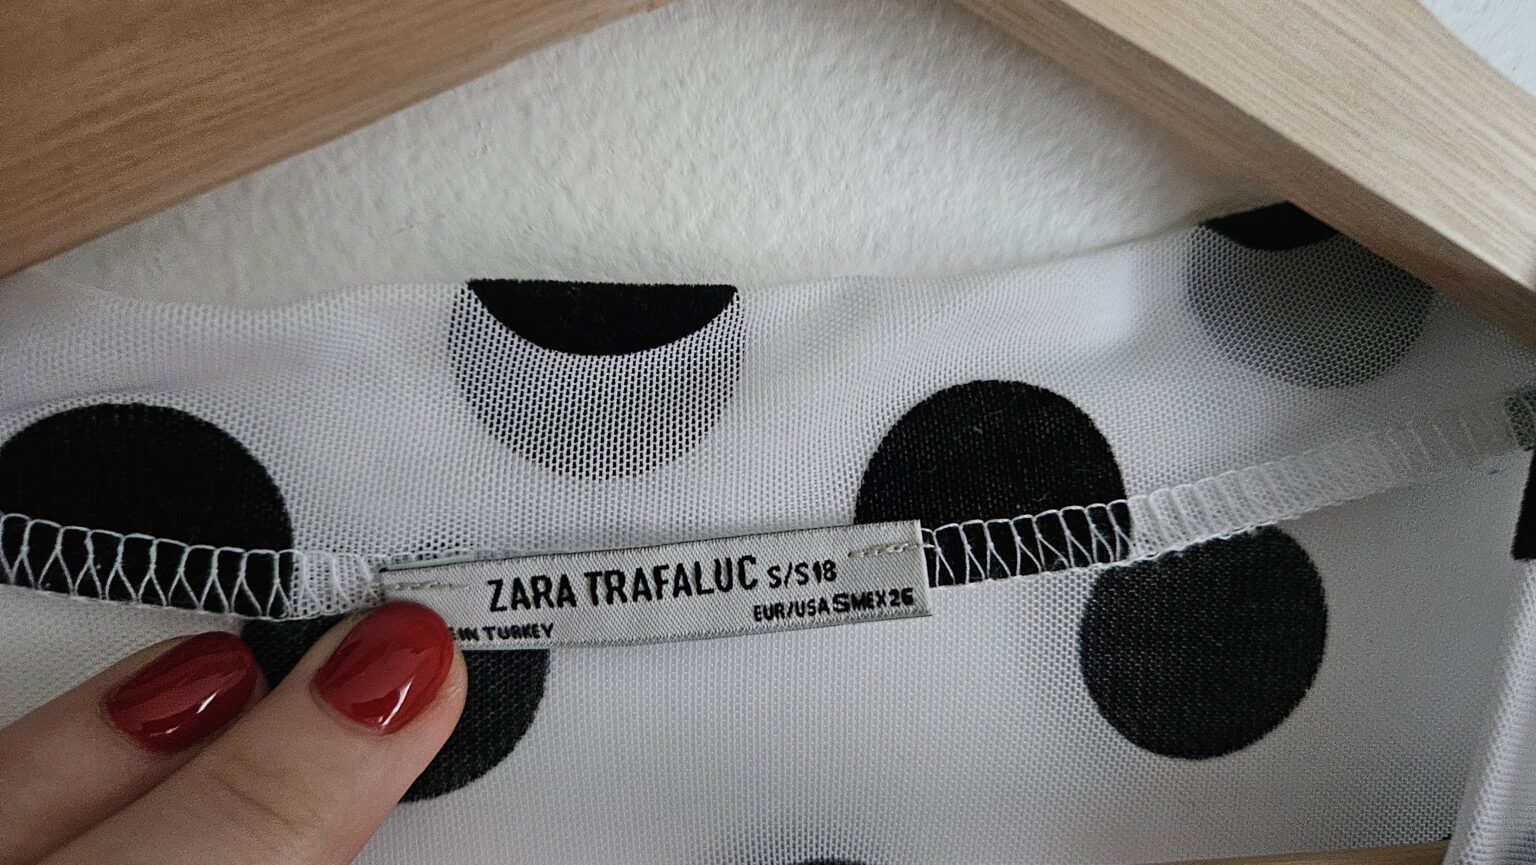 ZARA TRAFALUC S/S18
EUR/USA S MEX 26
IN TURKEY